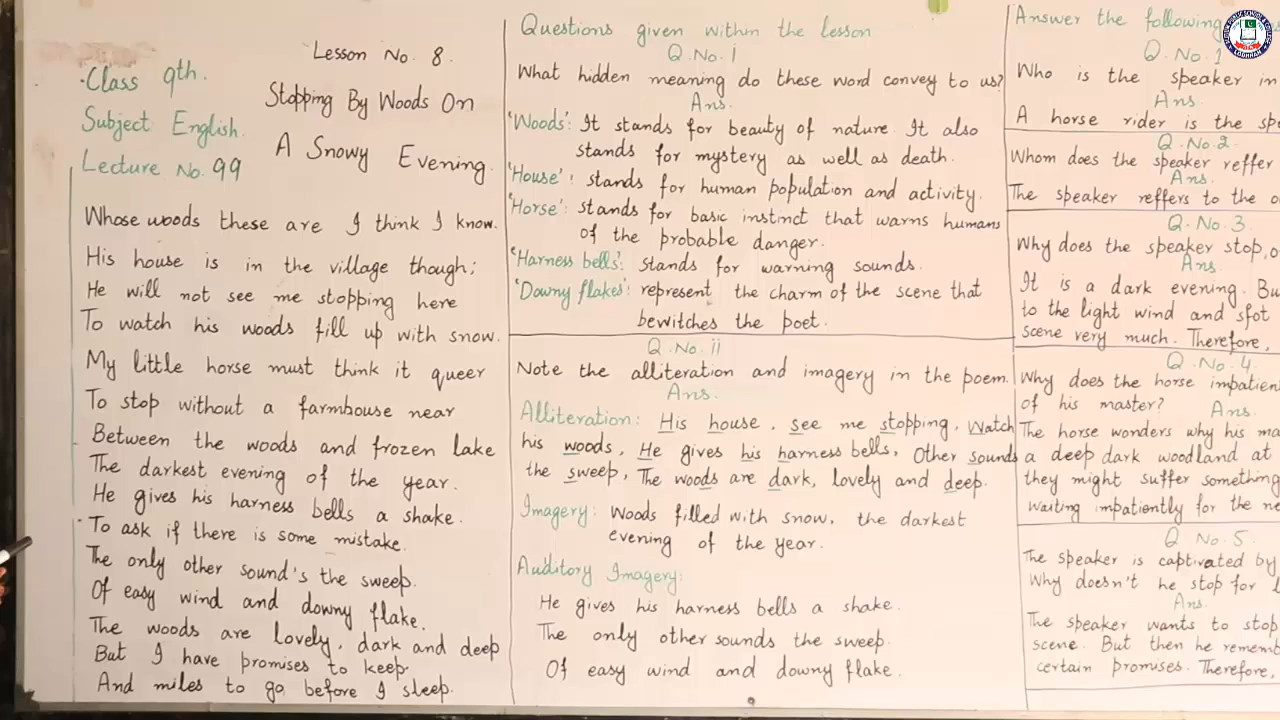 Lesson No. 8.
Class 9th.
Stopping By Woods On
Subject English.
A Snowy Evening.
Lecture No. 99
Whose woods these are I think I know.
His house is in the village though;
He will not see me stopping here
To watch his woods fill up with snow.
My little horse must think it queer
To stop without a farmhouse near
Between the woods and frozen lake
The darkest evening of the year.
He gives his harness bells a shake.
To ask if there is some mistake.
The only other sound's the sweep.
Of easy wind and downy flake.
The woods are lovely, dark and deep
But I have promises to keep.
And miles to go before I sleep.
Questions given within the lesson
Q. No. i
What hidden meaning do these word convey to us?
Ans.
'Woods': It stands for beauty of nature. It also
stands for mystery as well as death.
'House': stands for human population and activity.
'Horse': stands for basic instinct that warns humans
of the probable danger.
'Harness bells': stands for warning sounds.
'Downy flakes': represent the charm of the scene that
bewitches the poet.
Q. No. ii
Note the alliteration and imagery in the poem.
Ans.
Alliteration: His house, see me stopping, Watch
his woods, He gives his harness bells, Other sounds
the sweep, The woods are dark, lovely and deep.
Imagery: Woods filled with snow, the darkest
evening of the year.
Auditory Imagery:
He gives his harness bells a shake.
The only other sounds the sweep.
Of easy wind and downy flake.
Answer the following
Q. No. 1
Who is the speaker in
Ans.
A horse rider is the
Q. No. 2
Whom does the speaker reffer
Ans.
The speaker reffers to the
Q. No. 3
Why does the speaker stop,
Ans.
It is a dark evening.
to the light wind and
scene very much. Therefore,
Q. No. 4
Why does the horse
of his master? Ans.
The horse wonders why his
a deep dark woodland at
they might suffer something
waiting impatiently for the
Q No. 5
The speaker is captivated by
Why doesn't he stop for
Ans.
The speaker wants to stop
scene. But then he
certain promises. Therefore,
LODHRAN